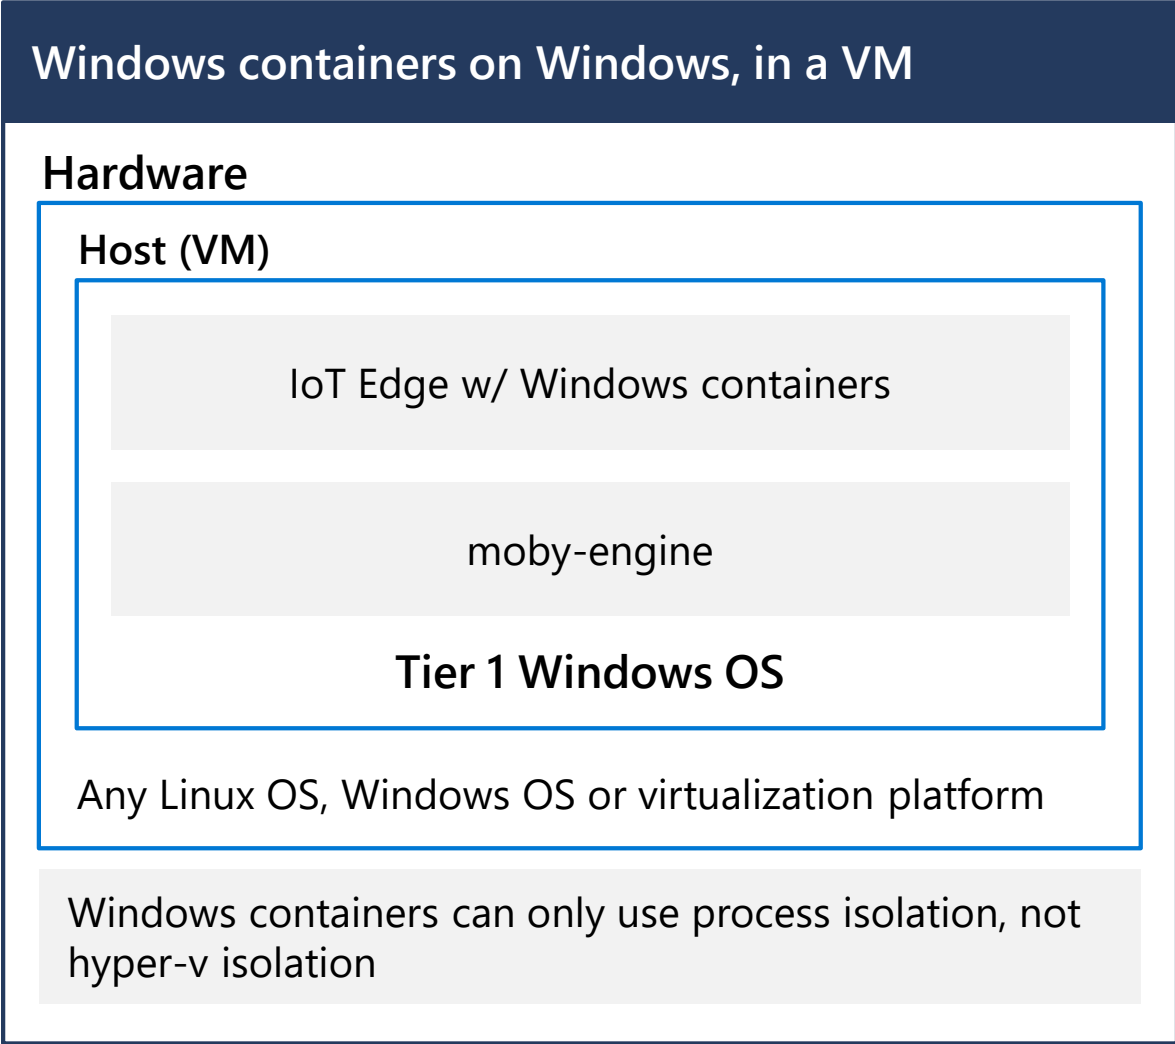 Windows containers on Windows, in a VM
Hardware
Host (VM)
IoT Edge w/ Windows containers
moby-engine
Tier 1 Windows OS
Any Linux OS, Windows OS or virtualization platform
Windows containers can only use process isolation, not
hyper-v isolation